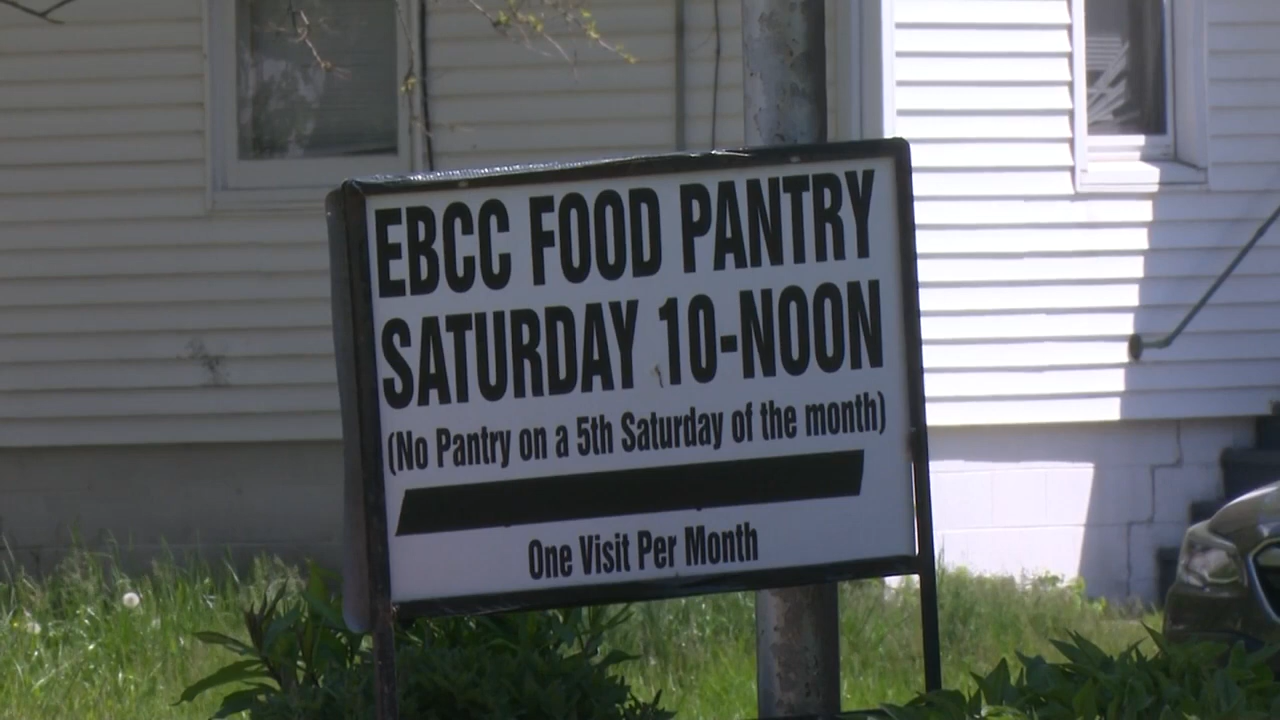 EBCC FOOD PANTRY
SATURDAY 10-NOON
(No Pantry on a 5th Saturday of the month)
One Visit Per Month